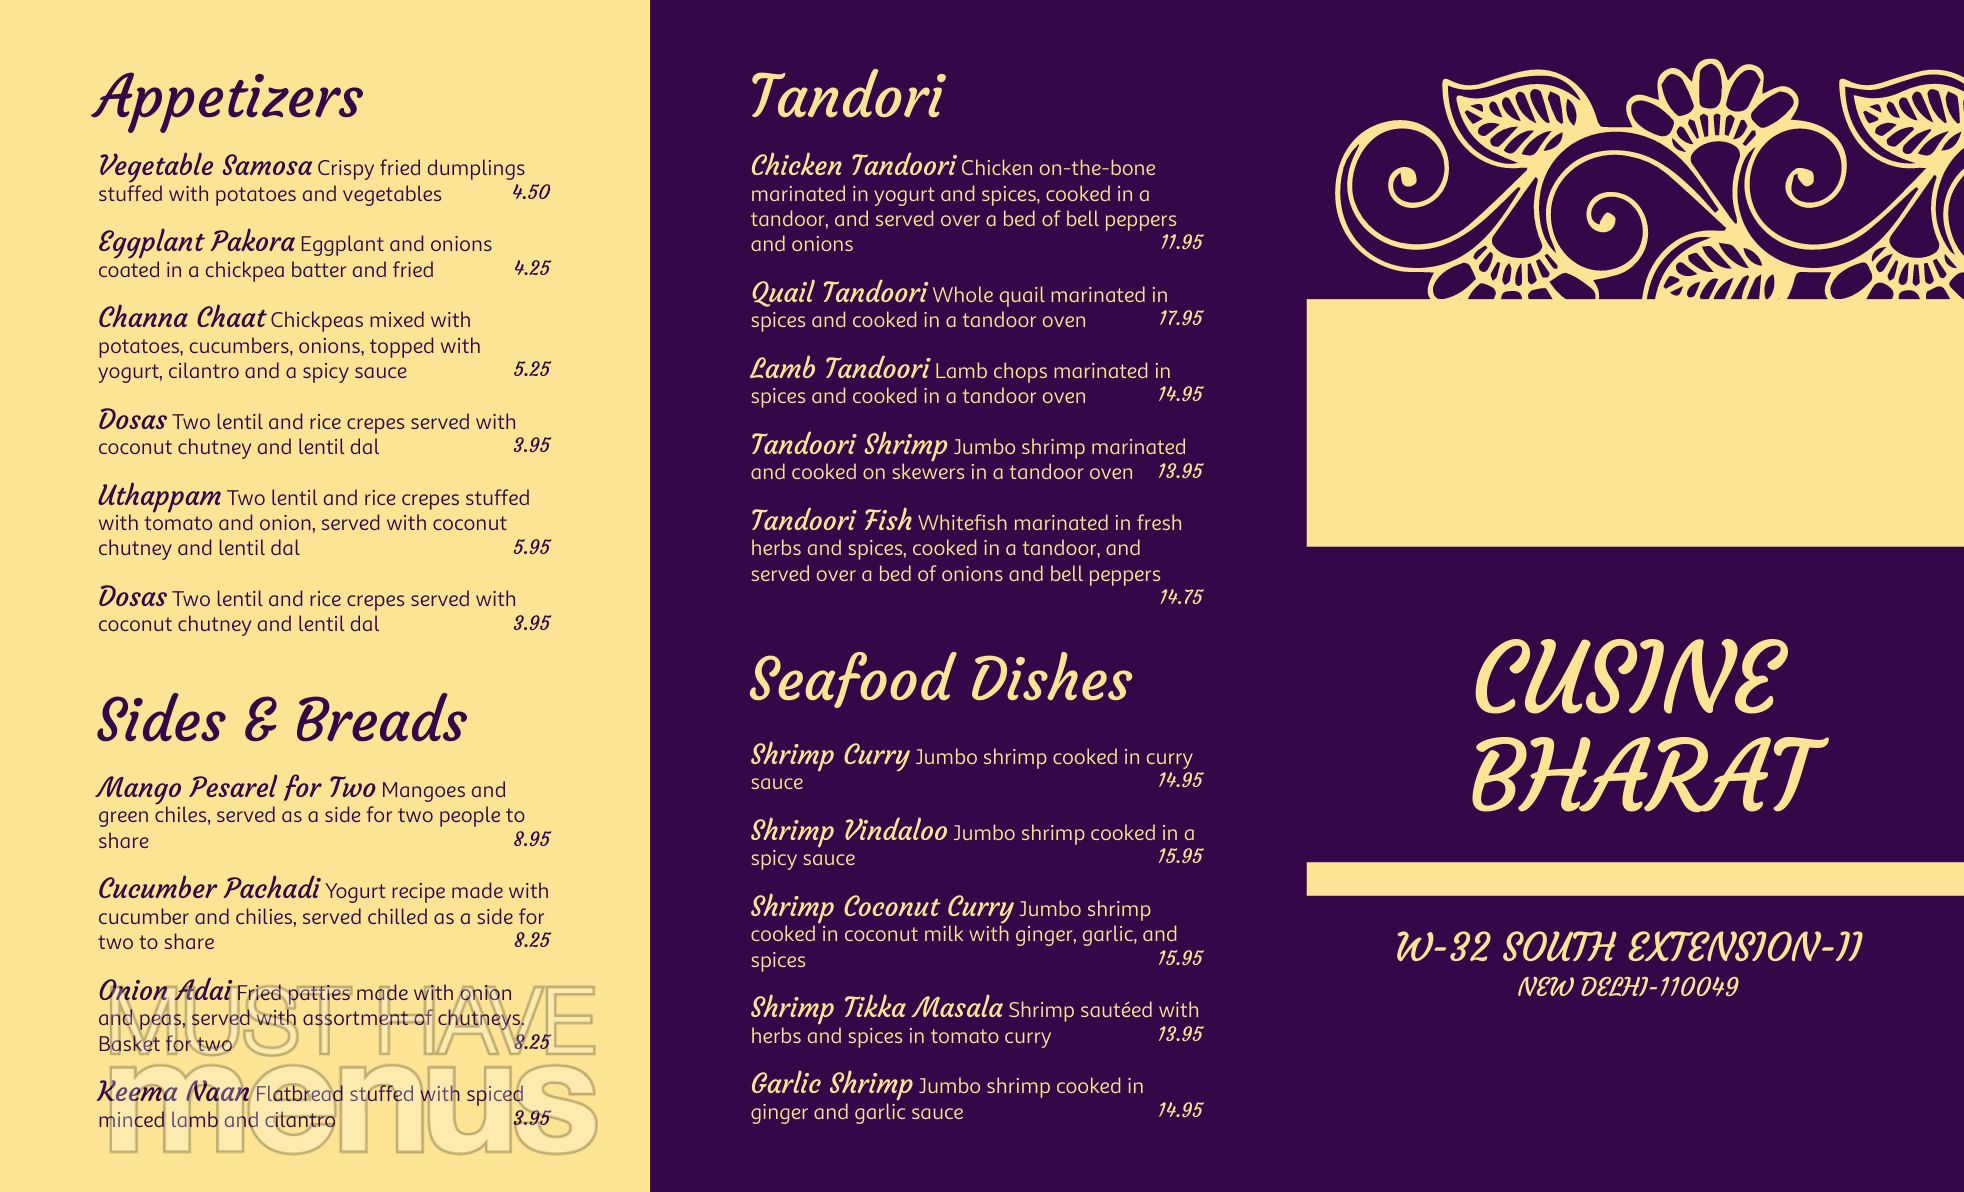 Appetizers
Vegetable Samosa Crispy fried dumplings
stuffed with potatoes and vegetables 4.50
Eggplant Pakora Eggplant and onions
coated in a chickpea batter and fried 4.25
Channa Chaat Chickpeas mixed with
potatoes, cucumbers, onions, topped with
yogurt, cilantro and a spicy sauce 5.25
Dosas Two lentil and rice crepes served with
coconut chutney and lentil dal 3.95
Uthappam Two lentil and rice crepes stuffed
with tomato and onion, served with coconut
chutney and lentil dal 5.95
Dosas Two lentil and rice crepes served with
coconut chutney and lentil dal 3.95
Sides & Breads
Mango Pesarel for Two Mangoes and
green chiles, served as a side for two people to
share 8.95
Cucumber Pachadi Yogurt recipe made with
cucumber and chilies, served chilled as a side for
two to share 8.25
Onion Adai Fried patties made with onion
and peas, served with assortment of chutneys.
Basket for two 8.25
Keema Naan Flatbread stuffed with spiced
minced lamb and cilantro 3.95
MUST HAVE
menus
Tandori
Chicken Tandoori Chicken on-the-bone
marinated in yogurt and spices, cooked in a
tandoor, and served over a bed of bell peppers
and onions 11.95
Quail Tandoori Whole quail marinated in
spices and cooked in a tandoor oven 17.95
Lamb Tandoori Lamb chops marinated in
spices and cooked in a tandoor oven 14.95
Tandoori Shrimp Jumbo shrimp marinated
and cooked on skewers in a tandoor oven 13.95
Tandoori Fish Whitefish marinated in fresh
herbs and spices, cooked in a tandoor, and
served over a bed of onions and bell peppers
14.75
Seafood Dishes
Shrimp Curry Jumbo shrimp cooked in curry
sauce 14.95
Shrimp Vindaloo Jumbo shrimp cooked in a
spicy sauce 15.95
Shrimp Coconut Curry Jumbo shrimp
cooked in coconut milk with ginger, garlic, and
spices 15.95
Shrimp Tikka Masala Shrimp sautéed with
herbs and spices in tomato curry 13.95
Garlic Shrimp Jumbo shrimp cooked in
ginger and garlic sauce 14.95
CUSINE
BHARAT
W-32 SOUTH EXTENSION-II
NEW DELHI-110049